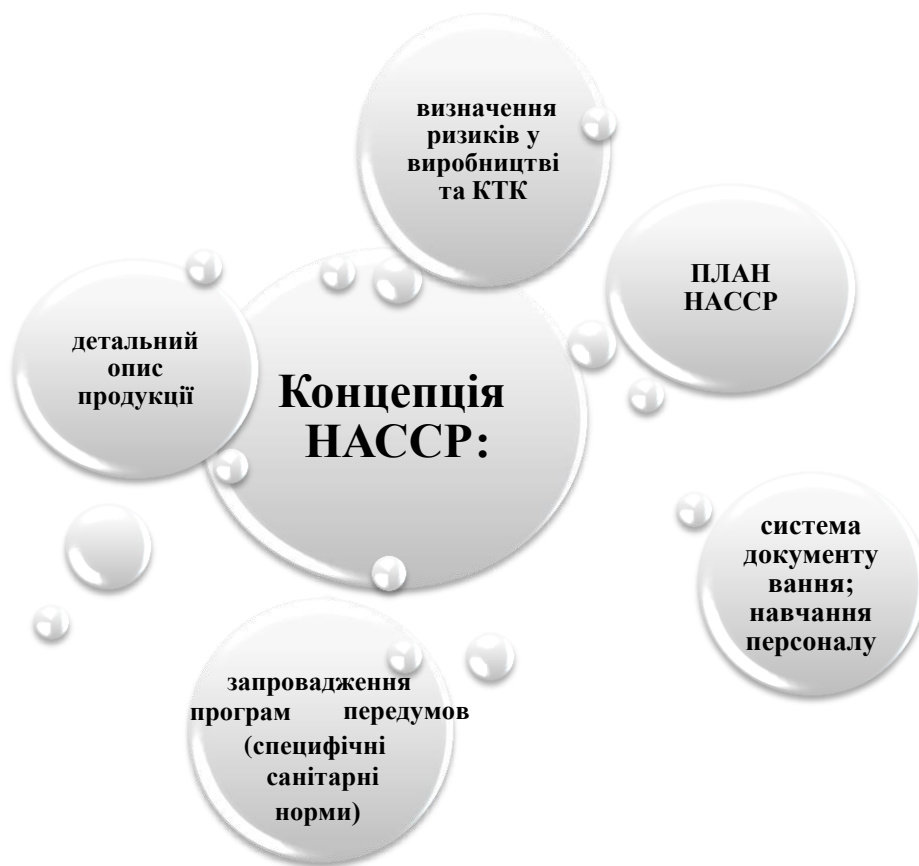 визначення
ризиків у
виробництві
та КТК
ПЛАН
НАССР
детальний
опис
продукції
Концепція
НАССР:
система
документу
вання;
навчання
персоналу
запровадження
програм передумов
(специфічні
санітарні
норми)